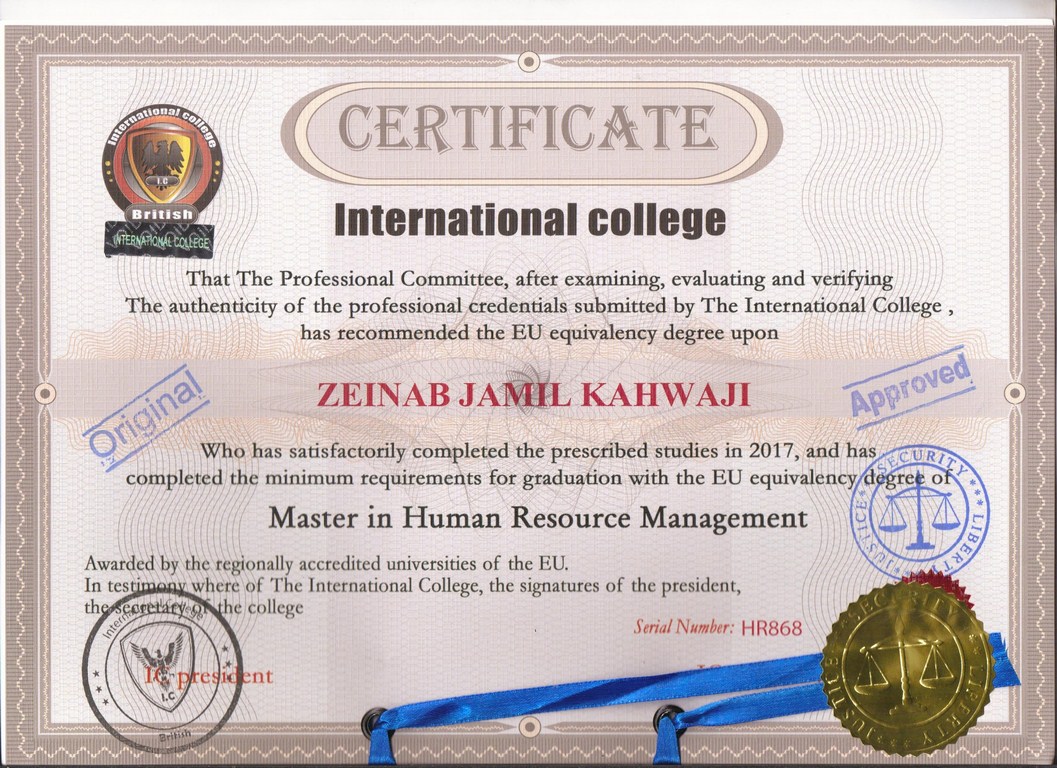 International college
I.C
British
INTERNATIONAL COLLEGE
CERTIFICATE
International college
That The Professional Committee, after examining, evaluating and verifying
The authenticity of the professional credentials submitted by The International College ,
has recommended the EU equivalency degree upon
Original
ZEINAB JAMIL KAHWAJI
Approved
Who has satisfactorily completed the prescribed studies in 2017, and has
completed the minimum requirements for graduation with the EU equivalency degree of
Master in Human Resource Management
SECURITY
LIBERTY
JUSTICE
Awarded by the regionally accredited universities of the EU.
In testimony where of The International College, the signatures of the president,
the secretary of the college
Serial Number: HR868
International College
I.C
British
IC president
SECURITY
LIBERTY
JUSTICE